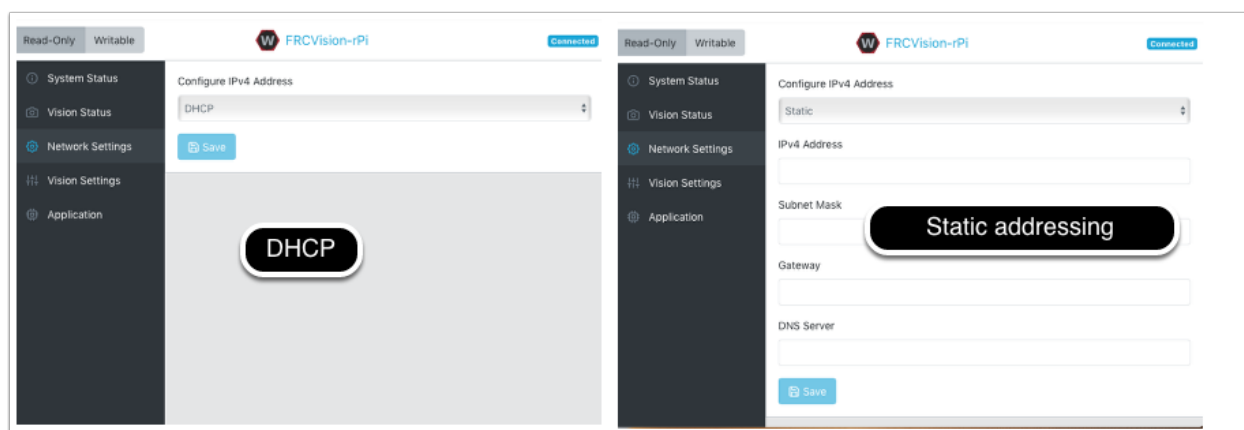 Read-Only Writable
W FRCVision-rPi
Connected
System Status
Vision Status
Network Settings
Vision Settings
Application
Configure IPv4 Address
DHCP
Save
DHCP
Read-Only Writable
W FRCVision-rPi
Connected
System Status
Vision Status
Network Settings
Vision Settings
Application
Configure IPv4 Address
Static
IPv4 Address
Subnet Mask
Static addressing
Gateway
DNS Server
Save